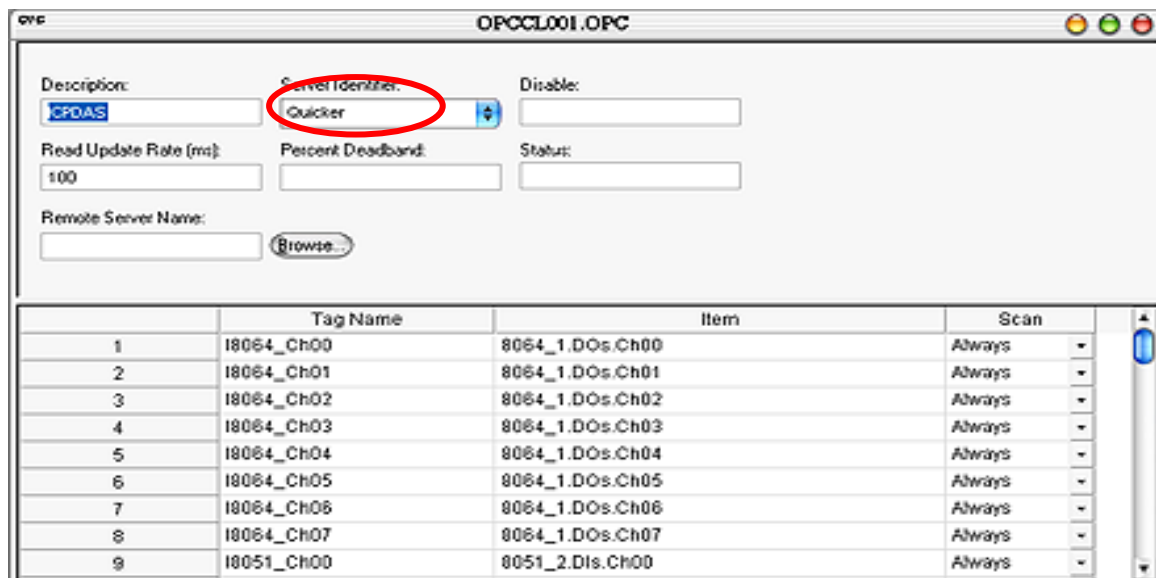 OPC OPCCL001.OPC
Description: Server Identifier: Disable:
ICPDAS Quicker
Read Update Rate (ms): Percent Deadband: Status:
100
Remote Server Name:
Browse...
Tag Name Item Scan
1 I8064_Ch00 8064_1.DOs.Ch00 Always
2 I8064_Ch01 8064_1.DOs.Ch01 Always
3 I8064_Ch02 8064_1.DOs.Ch02 Always
4 I8064_Ch03 8064_1.DOs.Ch03 Always
5 I8064_Ch04 8064_1.DOs.Ch04 Always
6 I8064_Ch05 8064_1.DOs.Ch05 Always
7 I8064_Ch06 8064_1.DOs.Ch06 Always
8 I8064_Ch07 8064_1.DOs.Ch07 Always
9 I8051_Ch00 8051_2.DIs.Ch00 Always